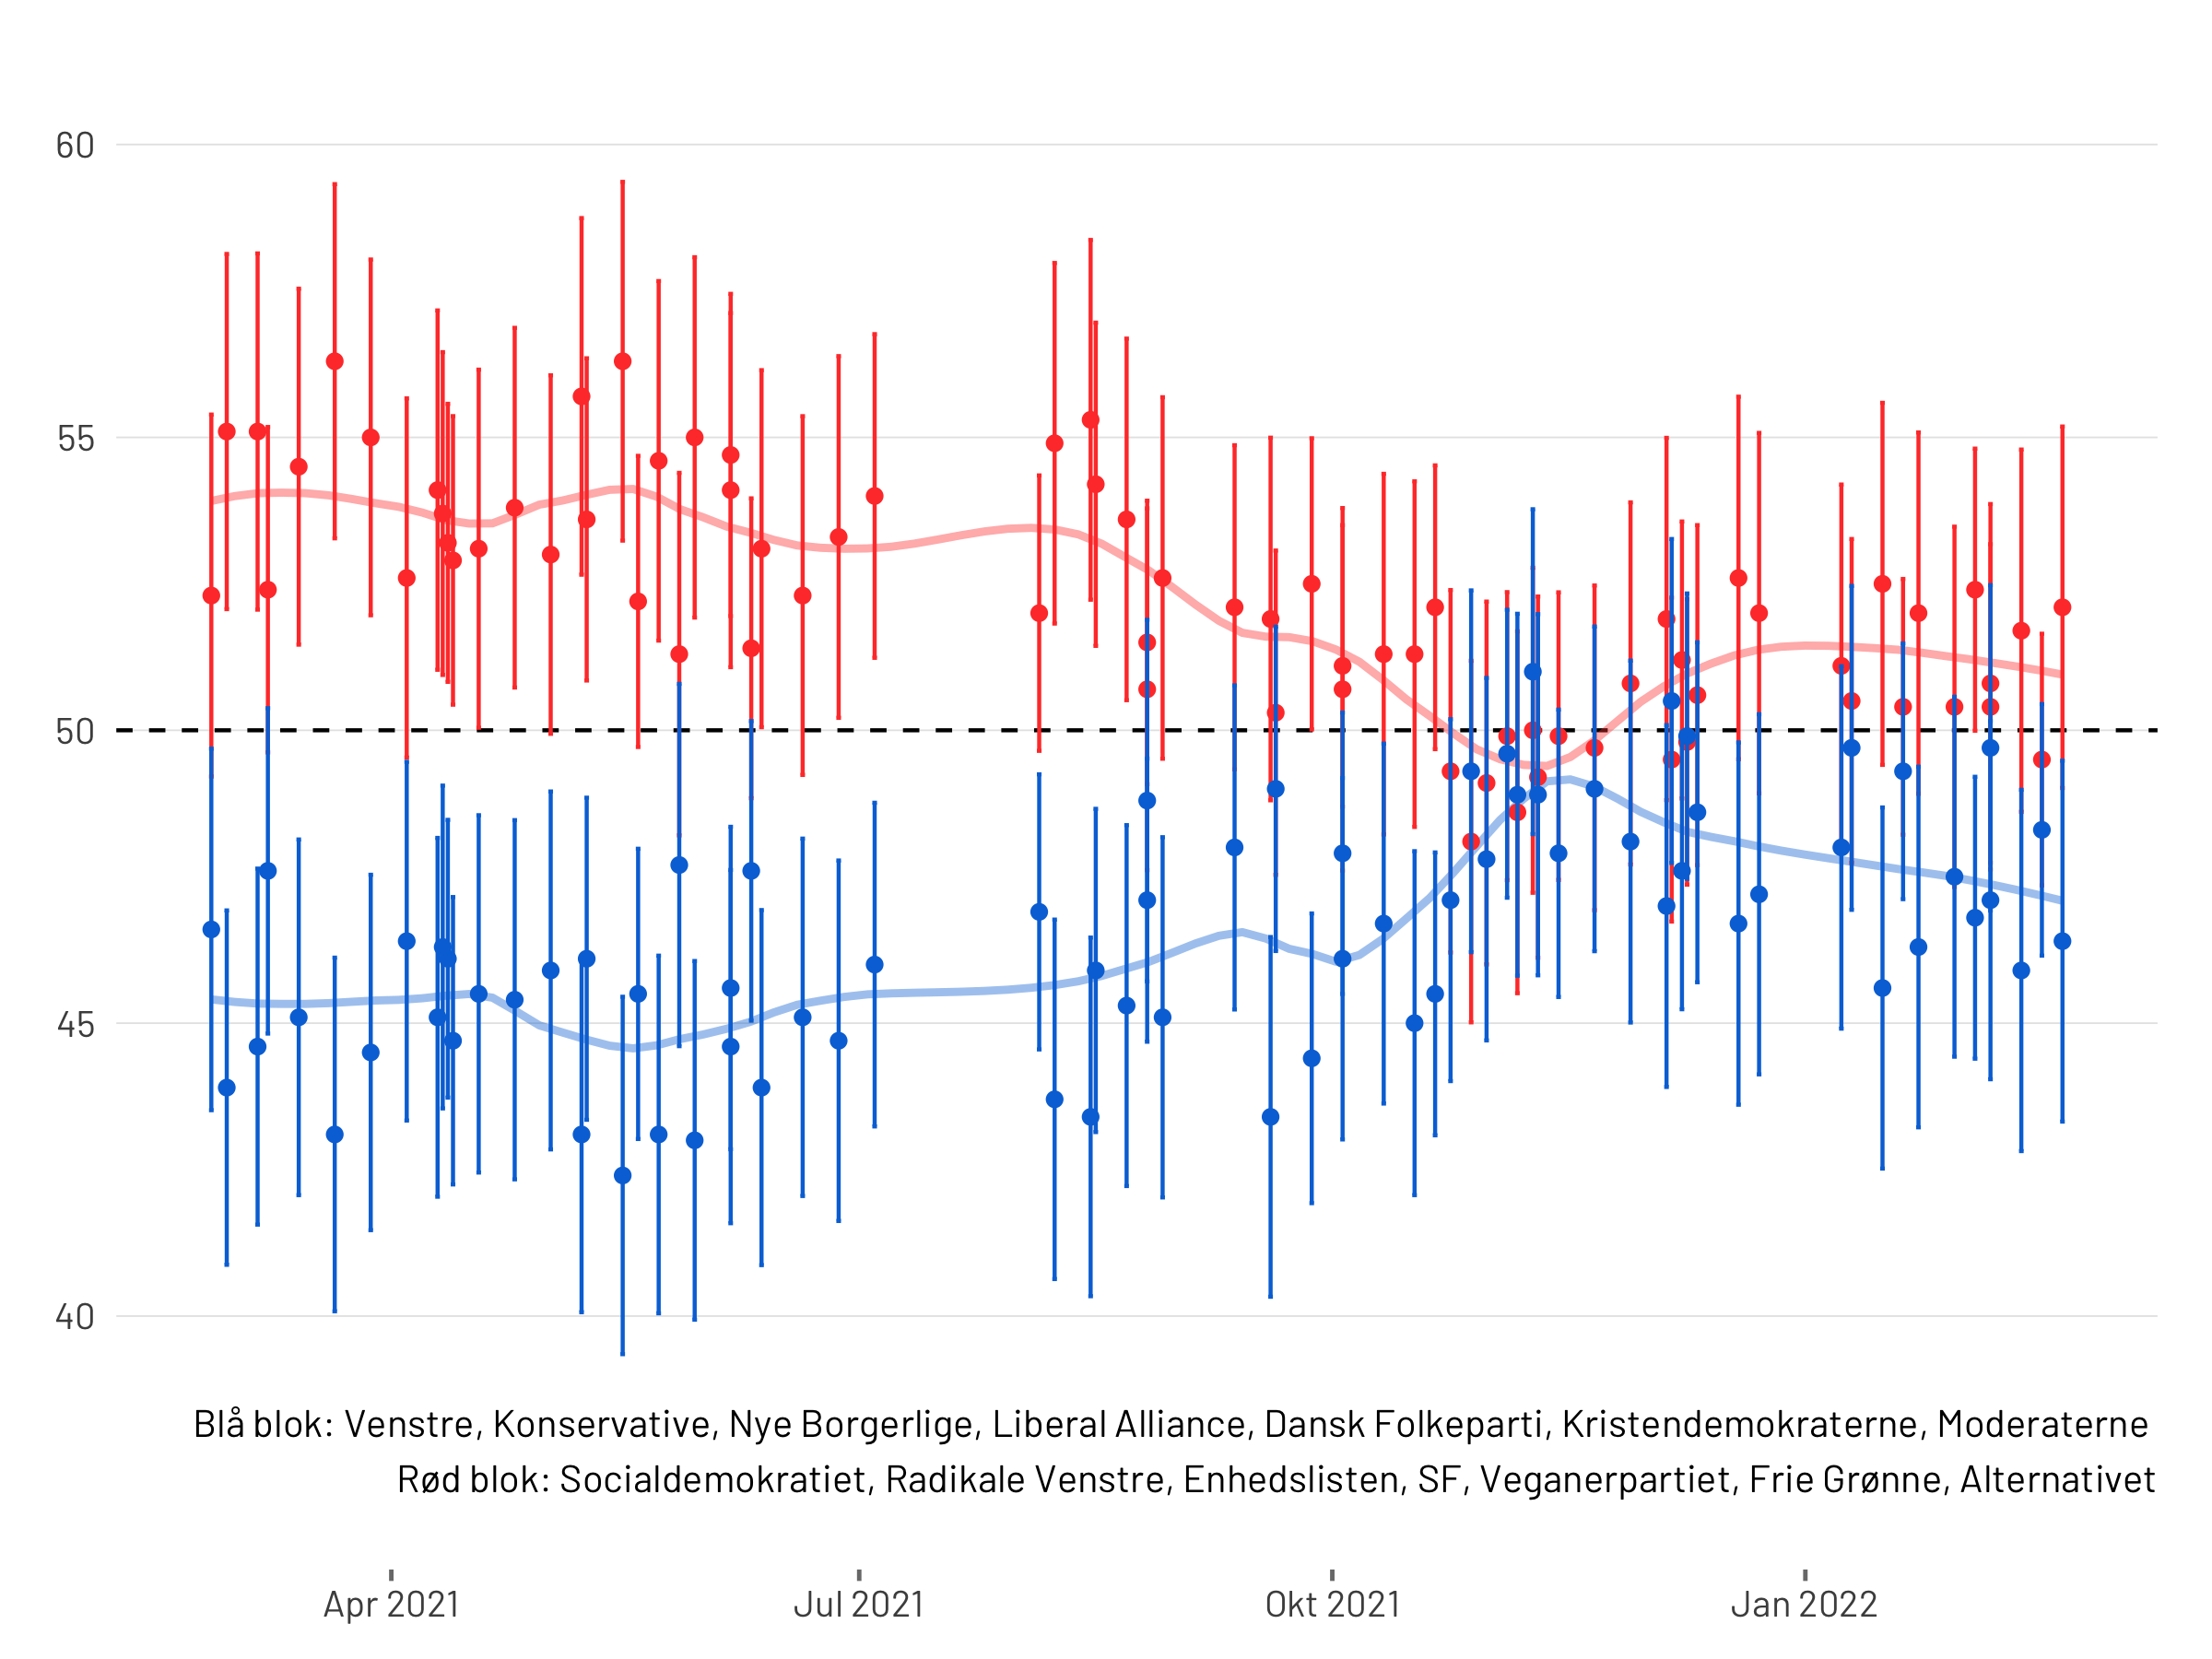 60
55
50
45
40
Blå blok: Venstre, Konservative, Nye Borgerlige, Liberal Alliance, Dansk Folkeparti, Kristendemokraterne, Moderaterne
Rød blok: Socialdemokratiet, Radikale Venstre, Enhedslisten, SF, Veganerpartiet, Frie Grønne, Alternativet
Apr 2021 Jul 2021 Okt 2021 Jan 2022